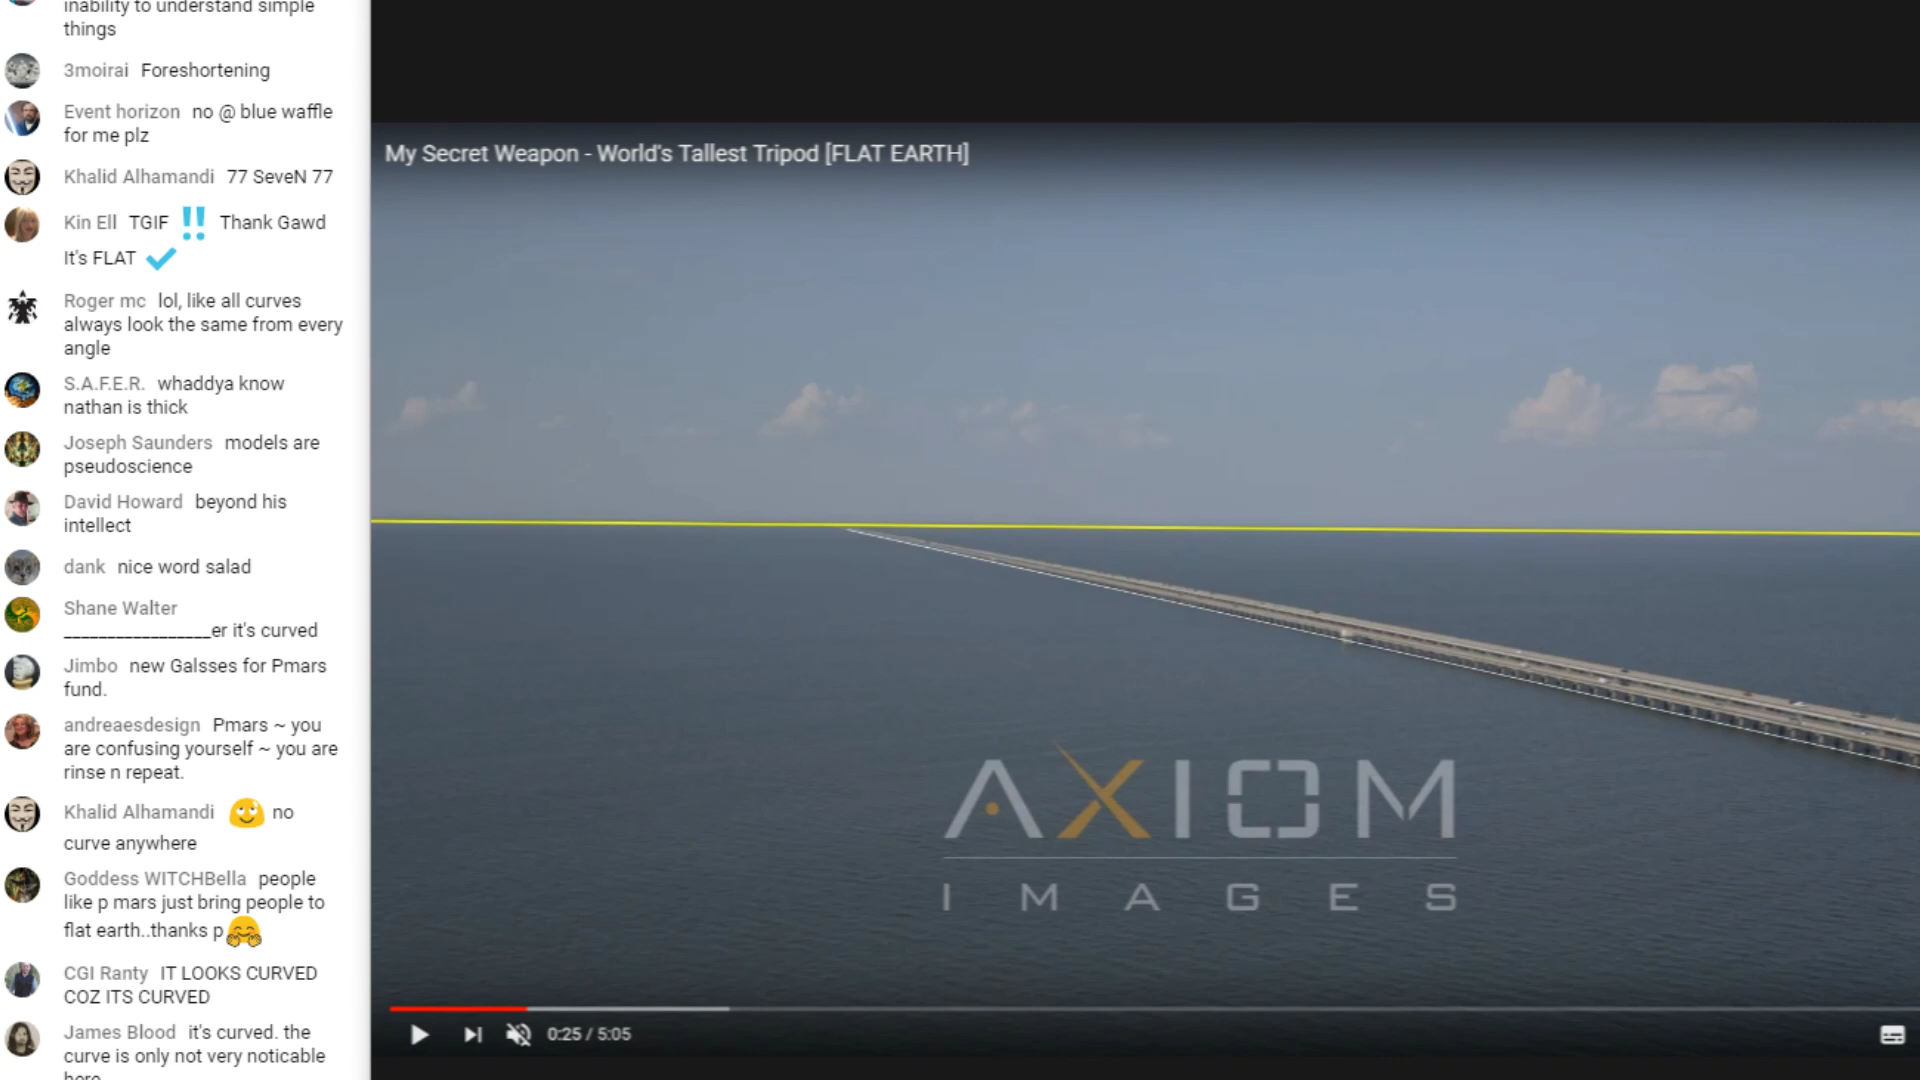 inability to understand simple
things
3moirai Foreshortening
Event horizon no @ blue waffle
for me plz
Khalid Alhamandi 77 SeveN 77
Kin Ell TGIF ‼ Thank Gawd
It's FLAT ✔
Roger mc lol, like all curves
always look the same from every
angle
S.A.F.E.R. whaddya know
nathan is thick
Joseph Saunders models are
pseudoscience
David Howard beyond his
intellect
dank nice word salad
Shane Walter
_________________er it's curved
Jimbo new Galsses for Pmars
fund.
andreaesdesign Pmars ~ you
are confusing yourself ~ you are
rinse n repeat.
Khalid Alhamandi no
curve anywhere
Goddess WITCHBella people
like p mars just bring people to
flat earth..thanks p
CGI Ranty IT LOOKS CURVED
COZ ITS CURVED
James Blood it's curved. the
curve is only not very noticable
here
My Secret Weapon - World's Tallest Tripod [FLAT EARTH]
AXIOM
IMAGES
0:25 / 5:05